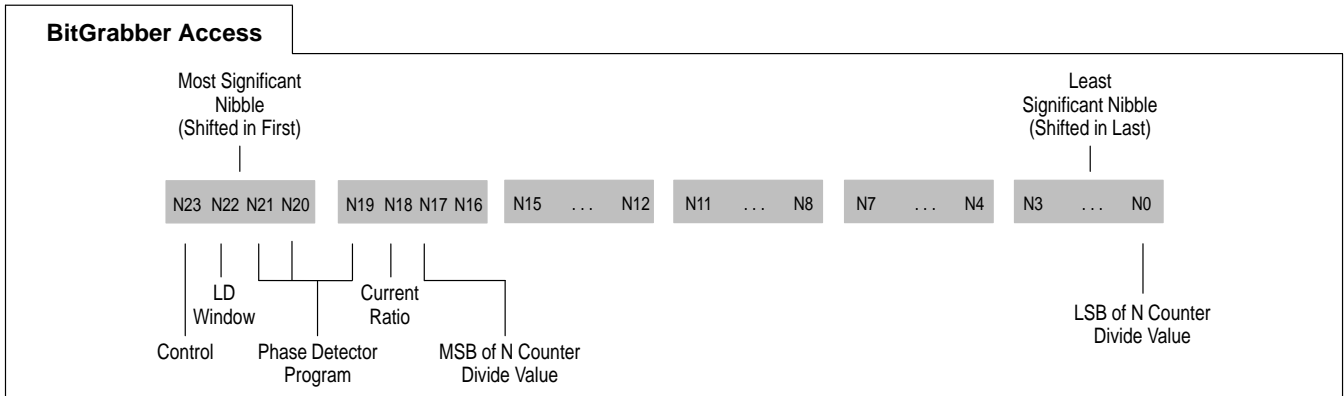 BitGrabber Access
Most Significant
Nibble
(Shifted in First)
Least
Significant Nibble
(Shifted in Last)
N23 N22 N21 N20 N19 N18 N17 N16 N15 . . . N12 N11 . . . N8 N7 . . . N4 N3 . . . N0
LD
Window
Current
Ratio
LSB of N Counter
Divide Value
Control
Phase Detector
Program
MSB of N Counter
Divide Value